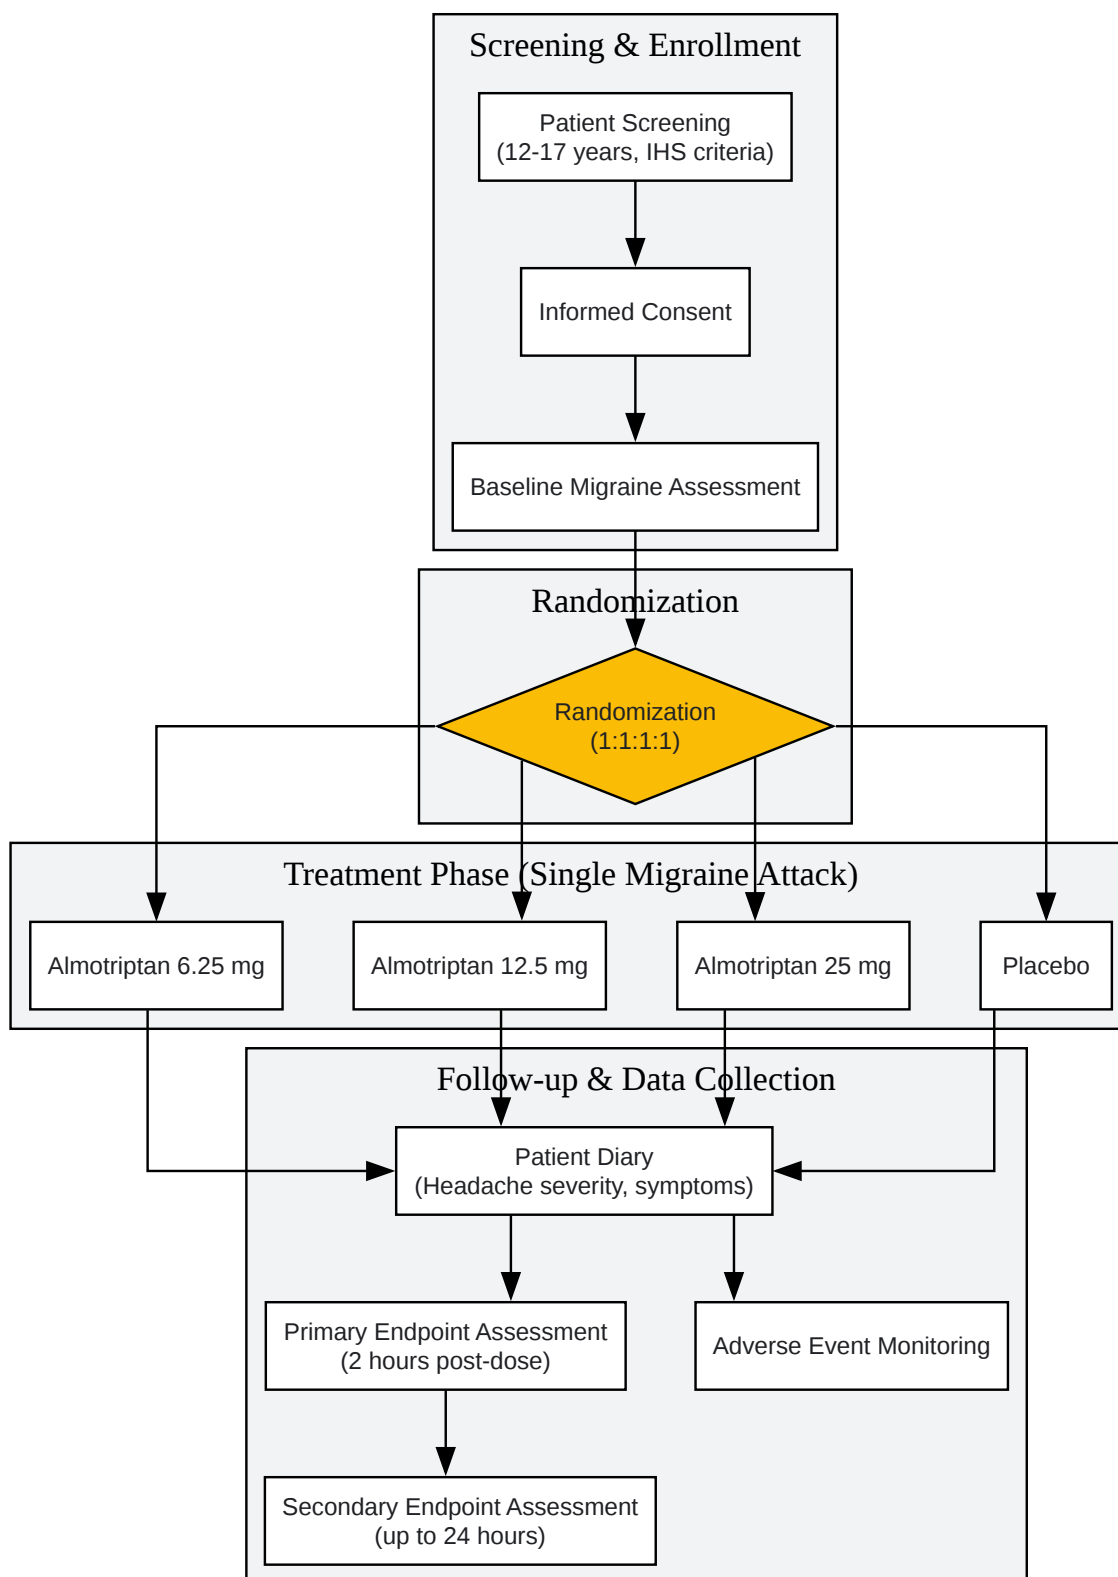 Screening & Enrollment
Patient Screening
(12-17 years, IHS criteria)
Informed Consent
Baseline Migraine Assessment
Randomization
Randomization
(1:1:1:1)
Treatment Phase (Single Migraine Attack)
Almotriptan 6.25 mg
Almotriptan 12.5 mg
Almotriptan 25 mg
Placebo
Follow-up & Data Collection
Patient Diary
(Headache severity, symptoms)
Primary Endpoint Assessment
(2 hours post-dose)
Adverse Event Monitoring
Secondary Endpoint Assessment
(up to 24 hours)